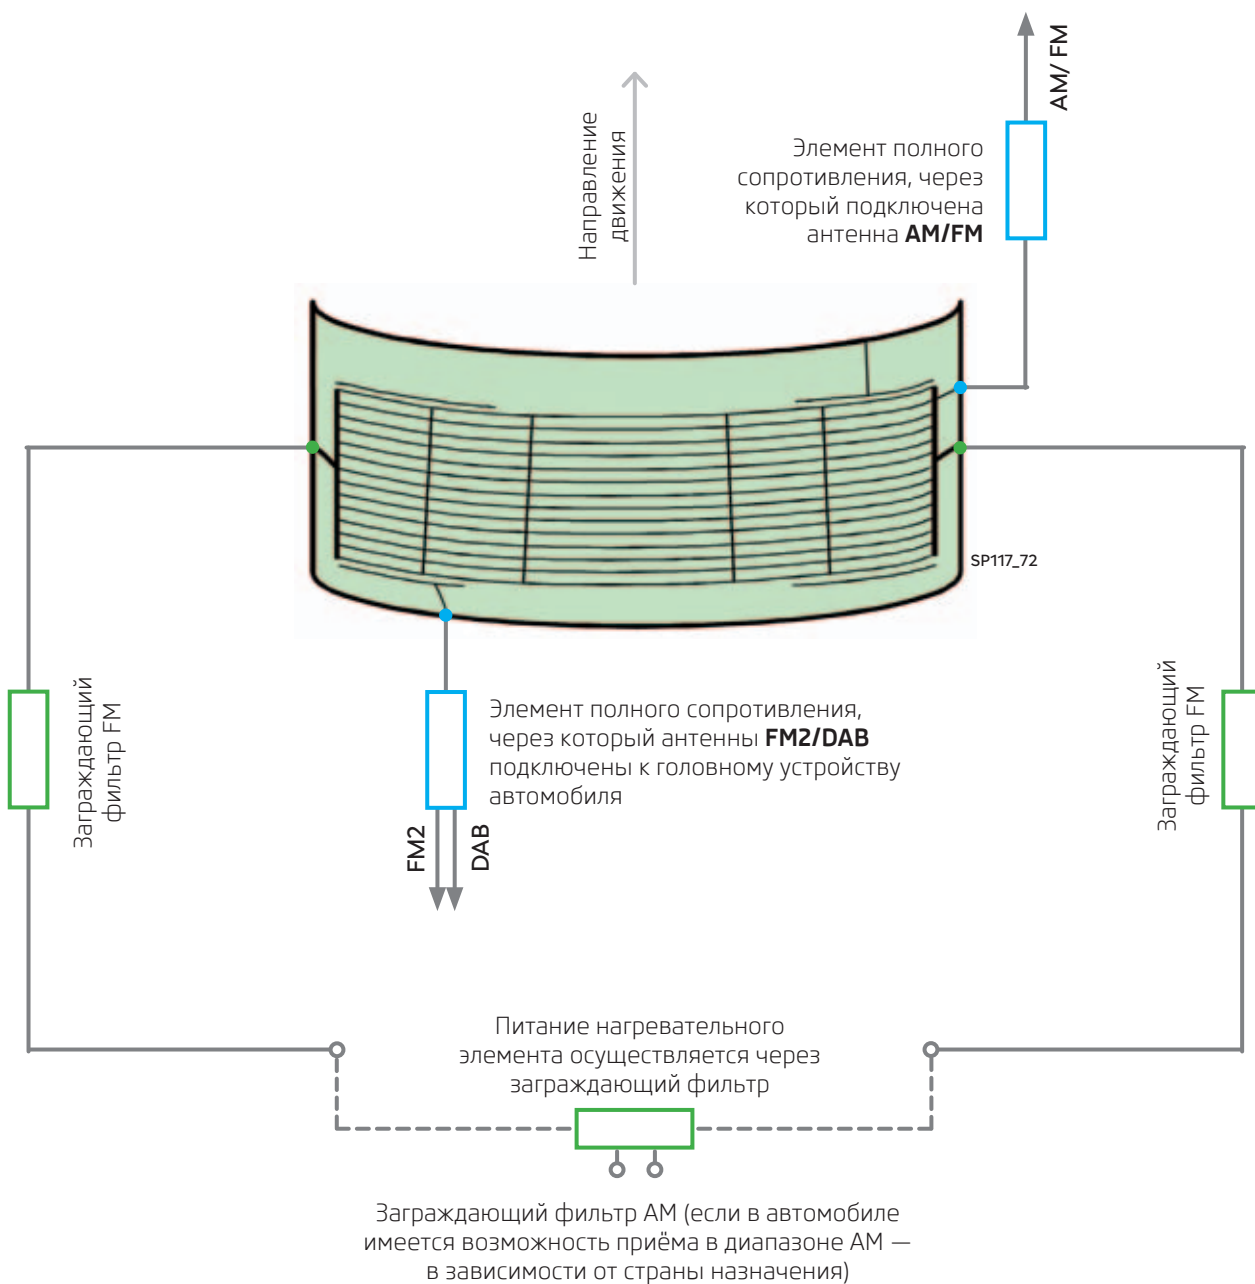 AM/ FM
Направление
движения
Элемент полного
сопротивления, через
который подключена
антенна AM/FM
SP117_72
Заграждающий
фильтр FM
Элемент полного сопротивления,
через который антенны FM2/DAB
подключены к головному устройству
автомобиля
Заграждающий
фильтр FM
FM2
DAB
Питание нагревательного
элемента осуществляется через
заграждающий фильтр
Заграждающий фильтр AM (если в автомобиле
имеется возможность приёма в диапазоне AM —
в зависимости от страны назначения)